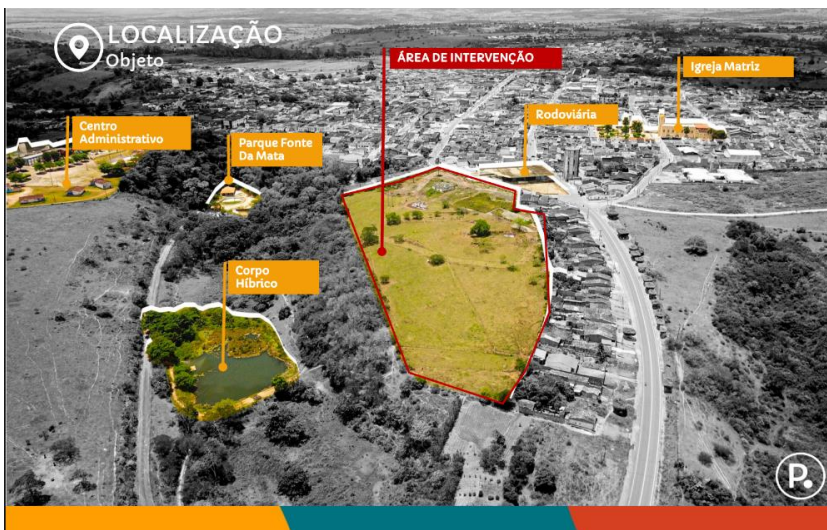 LOCALIZAÇÃO
Objeto
ÁREA DE INTERVENÇÃO
Igreja Matriz
Rodoviária
Centro
Administrativo
Parque Fonte
Da Mata
Corpo
Híbrico
P.